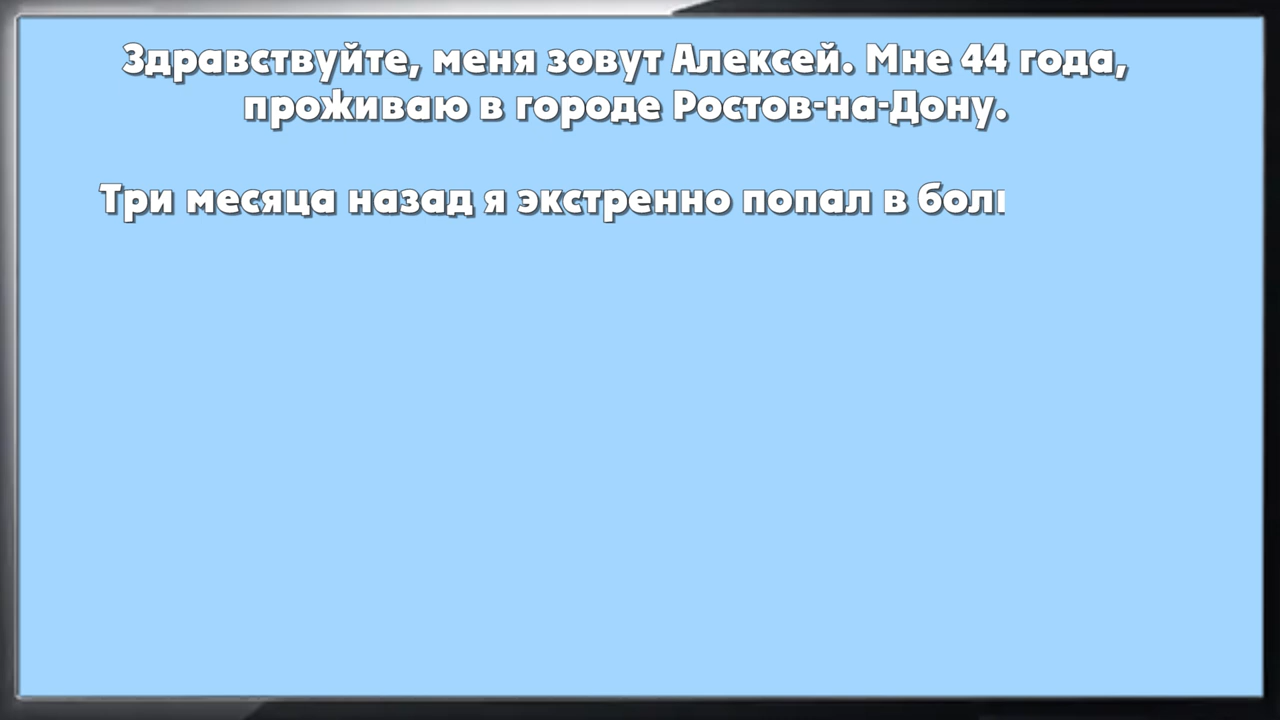 Здравствуйте, меня зовут Алексей. Мне 44 года,
проживаю в городе Ростов-на-Дону.
Три месяца назад я экстренно попал в